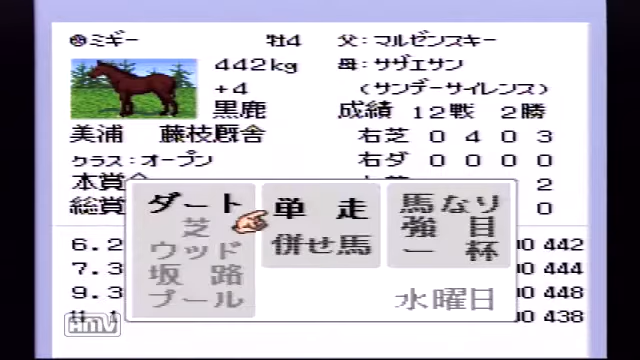 ミギー 牡4 父:マルゼンスキー
442kg 母:サザエサン
+4 (サンデーサイレンス)
黒鹿 成績 12戦 2勝
美浦 藤枝厩舎 右芝 0 4 0 3
クラス:オープン 右ダ 0 0 0 0
本賞 2
総賞 0
ダート 単走 馬なり
芝 併せ馬 強目
ウッド 一杯
坂路
プール 水曜日
6.2 442
7.3 444
9.3 448
438
HMV